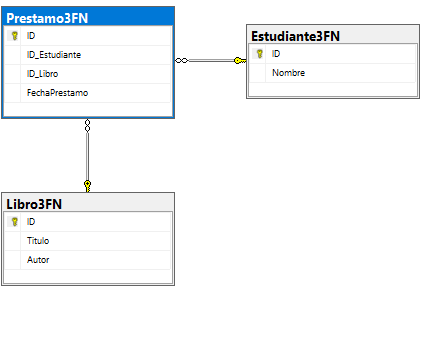 Prestamo3FN
ID
ID_Estudiante
ID_Libro
FechaPrestamo
Estudiante3FN
ID
Nombre
Libro3FN
ID
Titulo
Autor